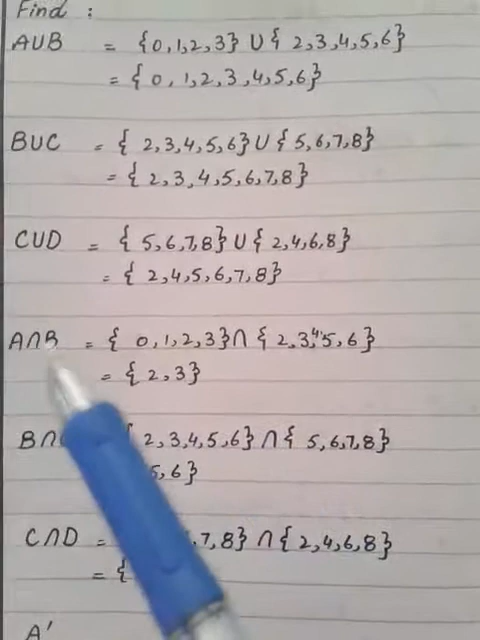 Find :
AUB = {0,1,2,3} U { 2,3,4,5,6}
= { 0, 1,2,3,4,5,6}
BUC = { 2,3,4,5,6} U { 5,6,7,8}
= { 2,3,4,5,6,7,8}
CUD = { 5,6,7,8} U { 2,4,6,8}
= { 2,4,5,6,7,8}
A∩B = { 0,1,2,3} ∩ { 2,3,4,5,6}
= { 2,3}
B∩ { 2,3,4,5,6} ∩ { 5,6,7,8}
5,6}
C∩D = ,7,8} ∩ { 2,4,6,8}
= {
A'